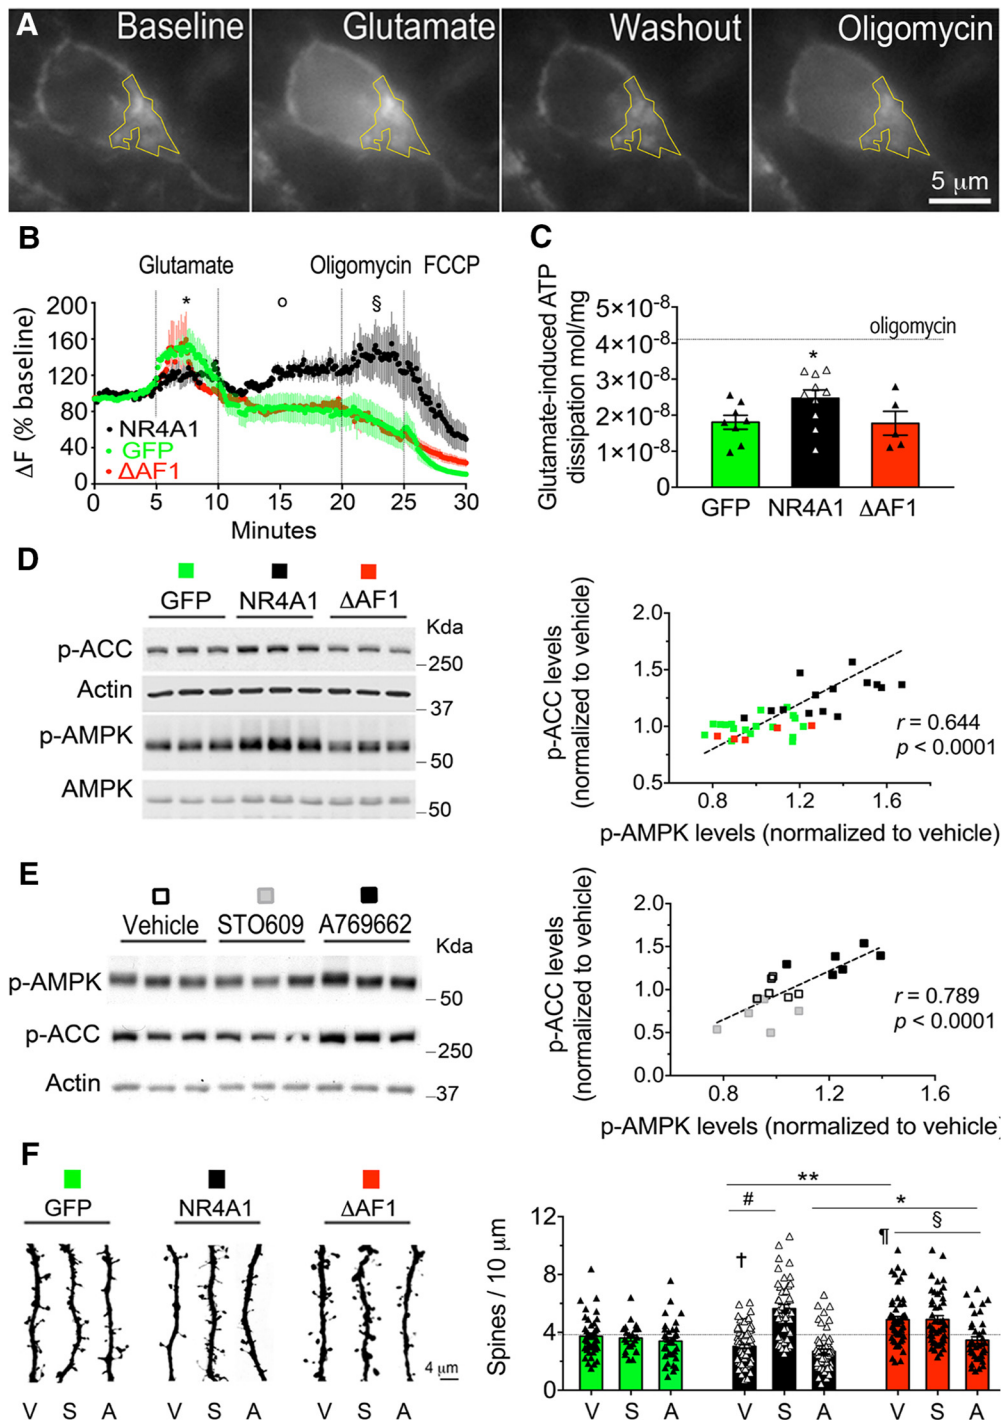 A Baseline Glutamate Washout Oligomycin
5 µm
B
Glutamate Oligomycin FCCP
* o §
ΔF (% baseline)
200
160
120
80
40
0
NR4A1
GFP
ΔAF1
0 5 10 15 20 25 30
Minutes
C
Glutamate-induced ATP
dissipation mol/mg
5×10-8
4×10-8
3×10-8
2×10-8
1×10-8
0
oligomycin
*
GFP NR4A1 ΔAF1
D
GFP NR4A1 ΔAF1
Kda
p-ACC
–250
Actin
–37
p-AMPK
–50
AMPK
–50
p-ACC levels
(normalized to vehicle)
2.0
1.5
1.0
0.5
r = 0.644
p < 0.0001
0.8 1.2 1.6
p-AMPK levels (normalized to vehicle)
E
Vehicle STO609 A769662
Kda
p-AMPK
–50
p-ACC
–250
Actin
–37
p-ACC levels
(normalized to vehicle)
2.0
1.5
1.0
0.5
0.0
r = 0.789
p < 0.0001
0.8 1.2 1.6
p-AMPK levels (normalized to vehicle)
F
GFP NR4A1 ΔAF1
4 µm
V S A V S A V S A
Spines / 10 µm
12
8
4
0
**
# *
¶ §
†
V S A V S A V S A